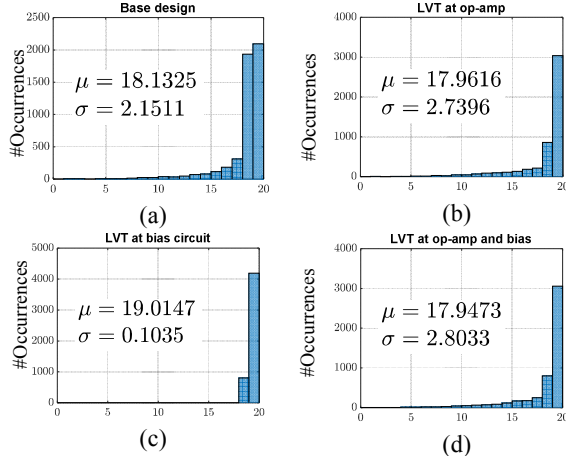 Base design
#Occurrences
2500
2000
1500
1000
500
0
μ = 18.1325
σ = 2.1511
0 5 10 15 20
(a)
LVT at op-amp
4000
3000
2000
1000
0
μ = 17.9616
σ = 2.7396
0 5 10 15 20
(b)
LVT at bias circuit
#Occurrences
5000
4000
3000
2000
1000
0
μ = 19.0147
σ = 0.1035
0 5 10 15 20
(c)
LVT at op-amp and bias
#Occurrences
4000
3000
2000
1000
0
μ = 17.9473
σ = 2.8033
0 5 10 15 20
(d)